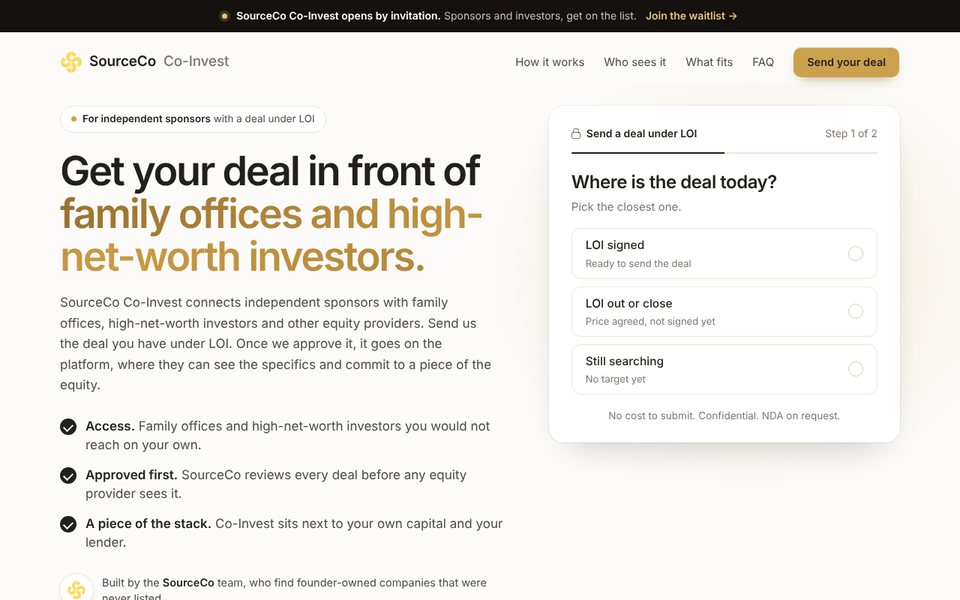 SourceCo Co-Invest opens by invitation. Sponsors and investors, get on the list. Join the waitlist →
SourceCo Co-Invest
How it works Who sees it What fits FAQ Send your deal
For independent sponsors with a deal under LOI
Get your deal in front of
family offices and high-
net-worth investors.
SourceCo Co-Invest connects independent sponsors with family
offices, high-net-worth investors and other equity providers. Send us
the deal you have under LOI. Once we approve it, it goes on the
platform, where they can see the specifics and commit to a piece of the
equity.
Access. Family offices and high-net-worth investors you would not
reach on your own.
Approved first. SourceCo reviews every deal before any equity
provider sees it.
A piece of the stack. Co-Invest sits next to your own capital and your
lender.
Built by the SourceCo team, who find founder-owned companies that were
never listed
Send a deal under LOI Step 1 of 2
Where is the deal today?
Pick the closest one.
LOI signed
Ready to send the deal
LOI out or close
Price agreed, not signed yet
Still searching
No target yet
No cost to submit. Confidential. NDA on request.